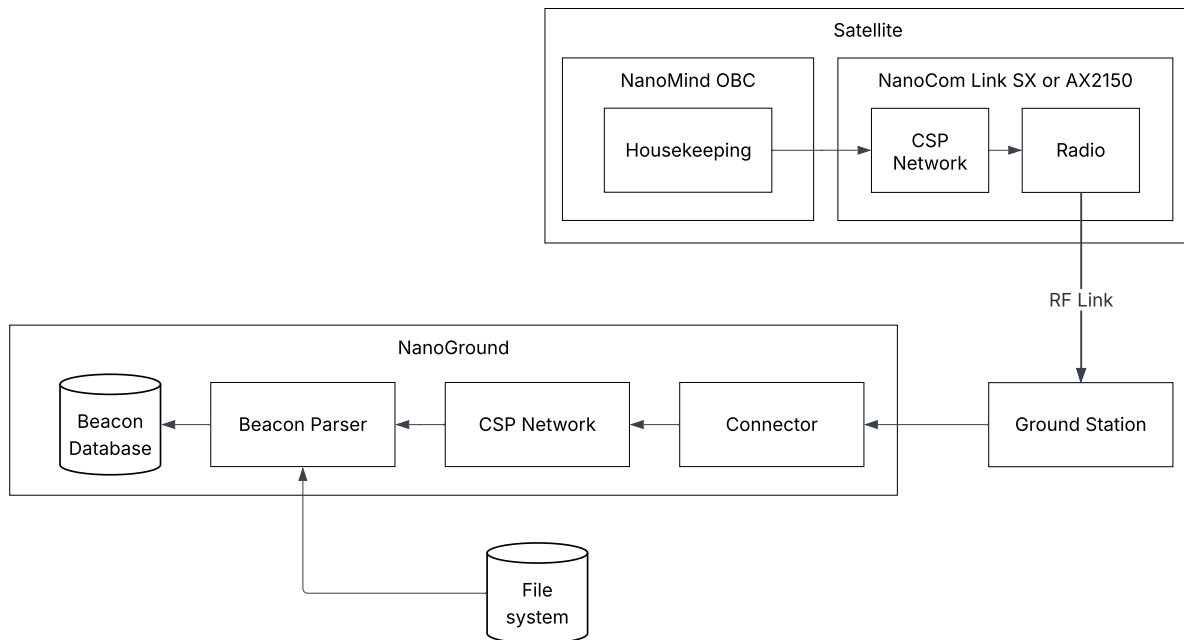 Satellite
NanoMind OBC
NanoCom Link SX or AX2150
Housekeeping
CSP
Network
Radio
RF Link
NanoGround
Beacon
Database
Beacon Parser
CSP Network
Connector
Ground Station
File
system